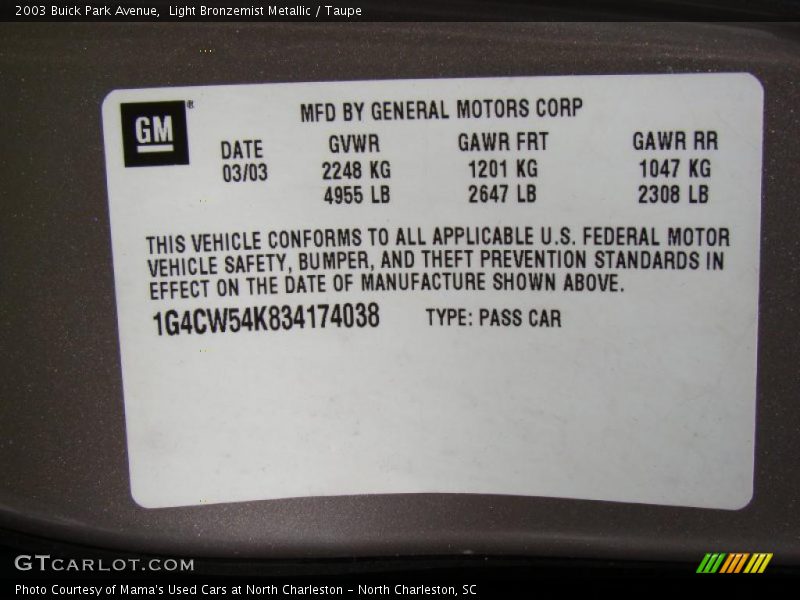 2003 Buick Park Avenue,  Light Bronzemist Metallic / Taupe
GM ®
MFD BY GENERAL MOTORS CORP
DATE GVWR GAWR FRT GAWR RR
03/03 2248 KG 1201 KG 1047 KG
4955 LB 2647 LB 2308 LB
THIS VEHICLE CONFORMS TO ALL APPLICABLE U.S. FEDERAL MOTOR
VEHICLE SAFETY, BUMPER, AND THEFT PREVENTION STANDARDS IN
EFFECT ON THE DATE OF MANUFACTURE SHOWN ABOVE.
1G4CW54K834174038 TYPE: PASS CAR
GTCARLOT.COM
Photo Courtesy of Mama's Used Cars at North Charleston - North Charleston, SC